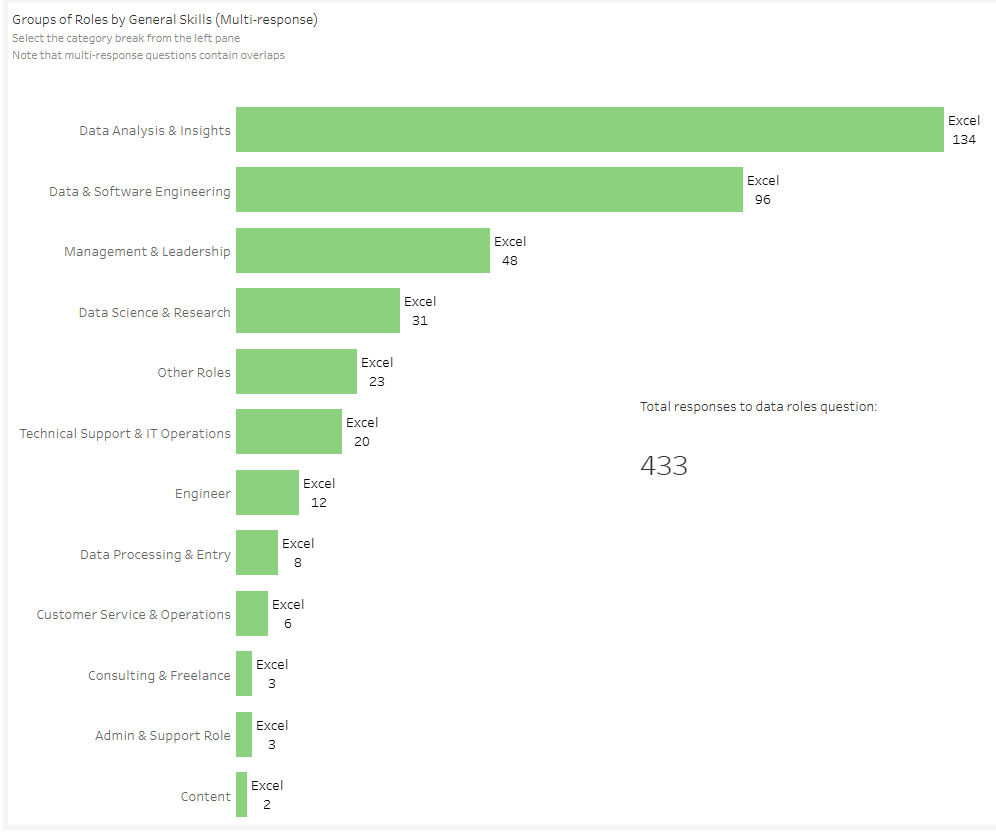 Groups of Roles by General Skills (Multi-response)
Select the category break from the left pane
Note that multi-response questions contain overlaps
Data Analysis & Insights
Excel
134
Data & Software Engineering
Excel
96
Management & Leadership
Excel
48
Data Science & Research
Excel
31
Other Roles
Excel
23
Total responses to data roles question:
433
Technical Support & IT Operations
Excel
20
Engineer
Excel
12
Data Processing & Entry
Excel
8
Customer Service & Operations
Excel
6
Consulting & Freelance
Excel
3
Admin & Support Role
Excel
3
Content
Excel
2